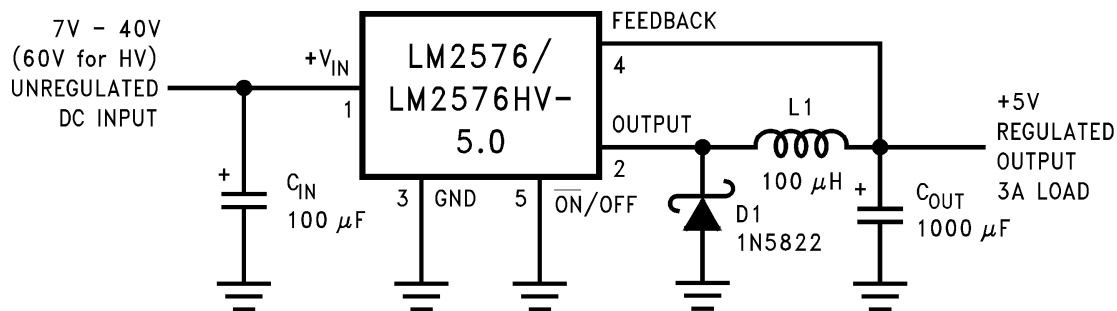 7V – 40V
(60V for HV)
UNREGULATED
DC INPUT
+V_IN
1
C_IN
100 μF
+
LM2576/
LM2576HV-
5.0
3
GND
5
O̅N̅/OFF
FEEDBACK
4
OUTPUT
2
D1
1N5822
L1
100 μH
+
C_OUT
1000 μF
+5V
REGULATED
OUTPUT
3A LOAD